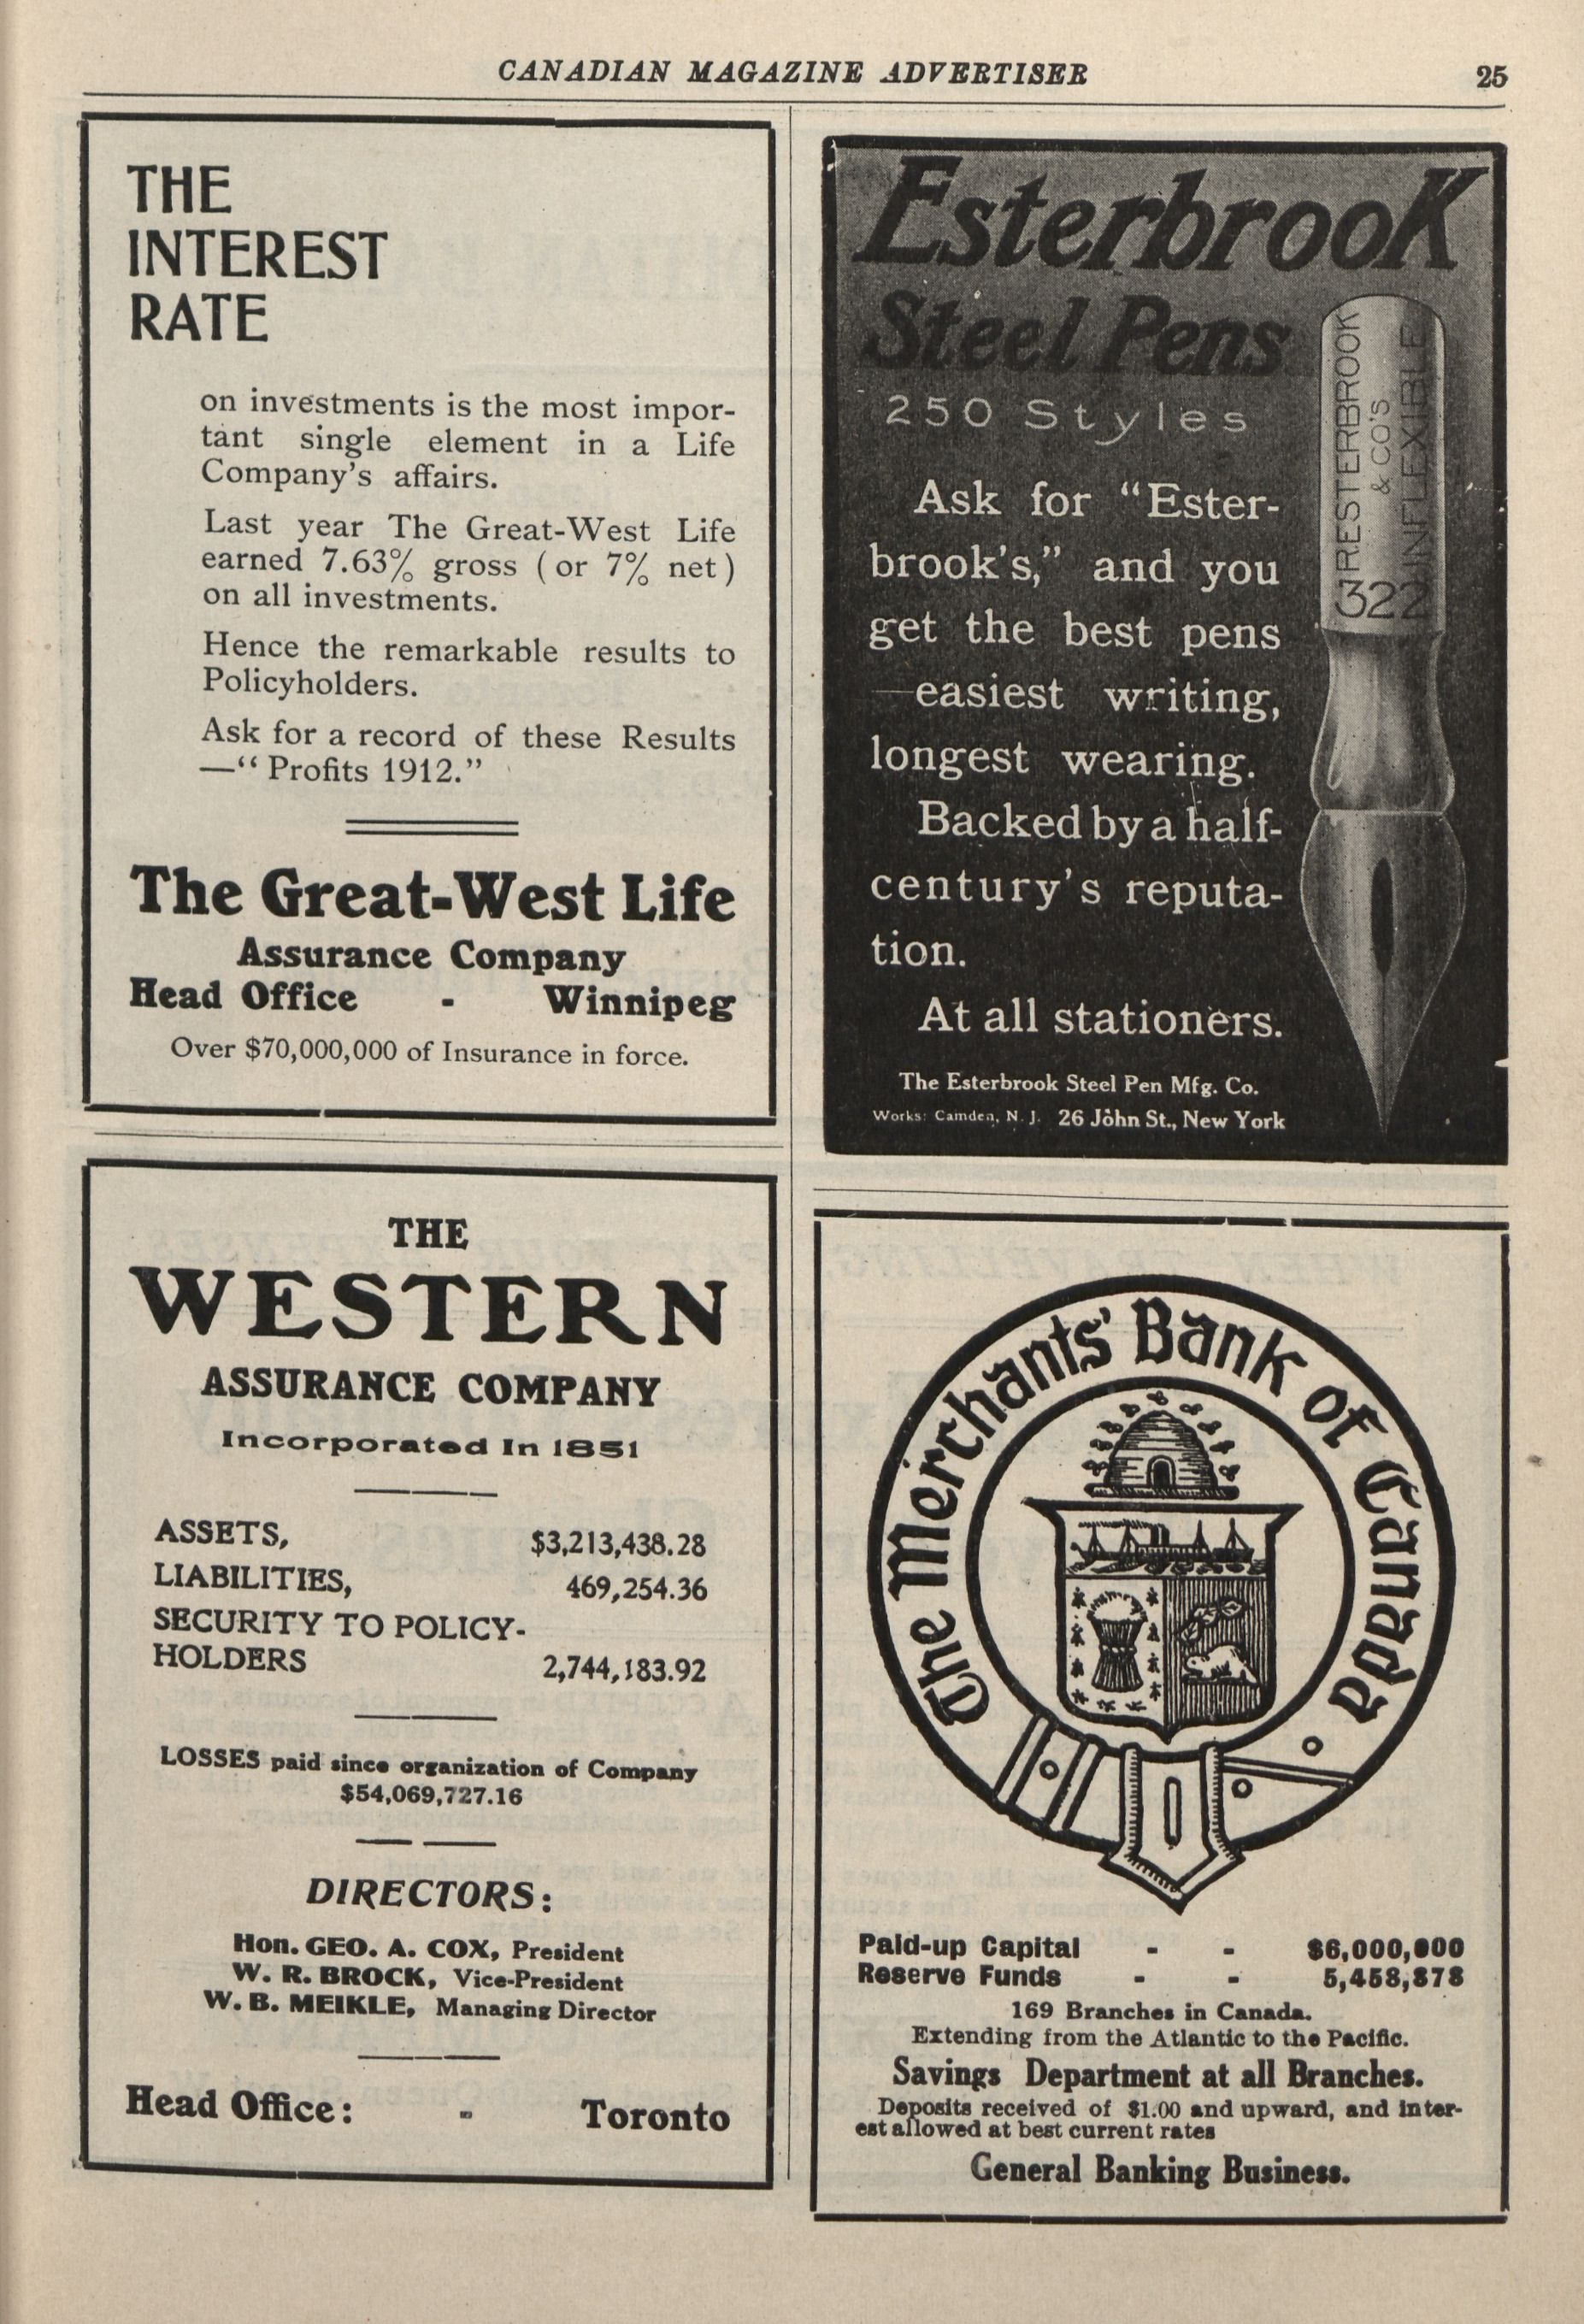 CANADIAN MAGAZINE ADVERTISER
25
THE
INTEREST
RATE
on investments is the most impor-
tant single element in a Life
Company's affairs.
Last year The Great-West Life
earned 7.63% gross (or 7% net)
on all investments.
Hence the remarkable results to
Policyholders.
Ask for a record of these Results
—“Profits 1912.”
The Great-West Life
Assurance Company
Head Office - Winnipeg
Over $70,000,000 of Insurance in force.
Esterbrook
Steel Pens
250 Styles
Ask for “Ester-
brook's,” and you
get the best pens
—easiest writing,
longest wearing.
Backed by a half-
century's reputa-
tion.
At all stationers.
The Esterbrook Steel Pen Mfg. Co.
Works: Camden, N. J. 26 John St., New York
RESTERBROOK
& CO'S
INFLEXIBLE
322
THE
WESTERN
ASSURANCE COMPANY
Incorporated In 1851
ASSETS, $3,213,438.28
LIABILITIES, 469,254.36
SECURITY TO POLICY-
HOLDERS 2,744,183.92
LOSSES paid since organization of Company
$54,069,727.16
DIRECTORS:
Hon. GEO. A. COX, President
W. R. BROCK, Vice-President
W. B. MEIKLE, Managing Director
Head Office: - Toronto
The Merchants' Bank of Canada
Paid-up Capital - - $6,000,000
Reserve Funds - - 5,458,878
169 Branches in Canada.
Extending from the Atlantic to the Pacific.
Savings Department at all Branches.
Deposits received of $1.00 and upward, and inter-
est allowed at best current rates
General Banking Business.